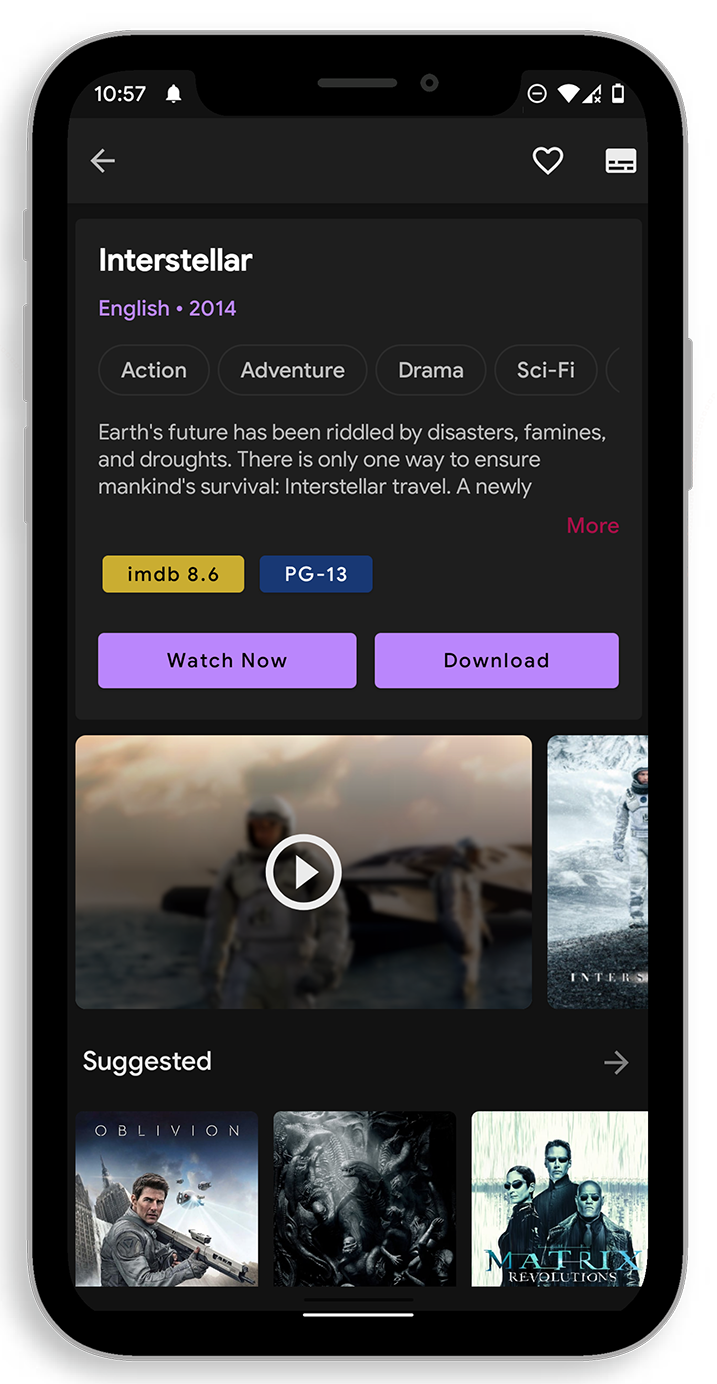 10:57
Interstellar
English • 2014
Action Adventure Drama Sci-Fi
Earth's future has been riddled by disasters, famines,
and droughts. There is only one way to ensure
mankind's survival: Interstellar travel. A newly
More
imdb 8.6 PG-13
Watch Now Download
INTERS
Suggested
OBLIVION
MATRIX
REVOLUTIONS